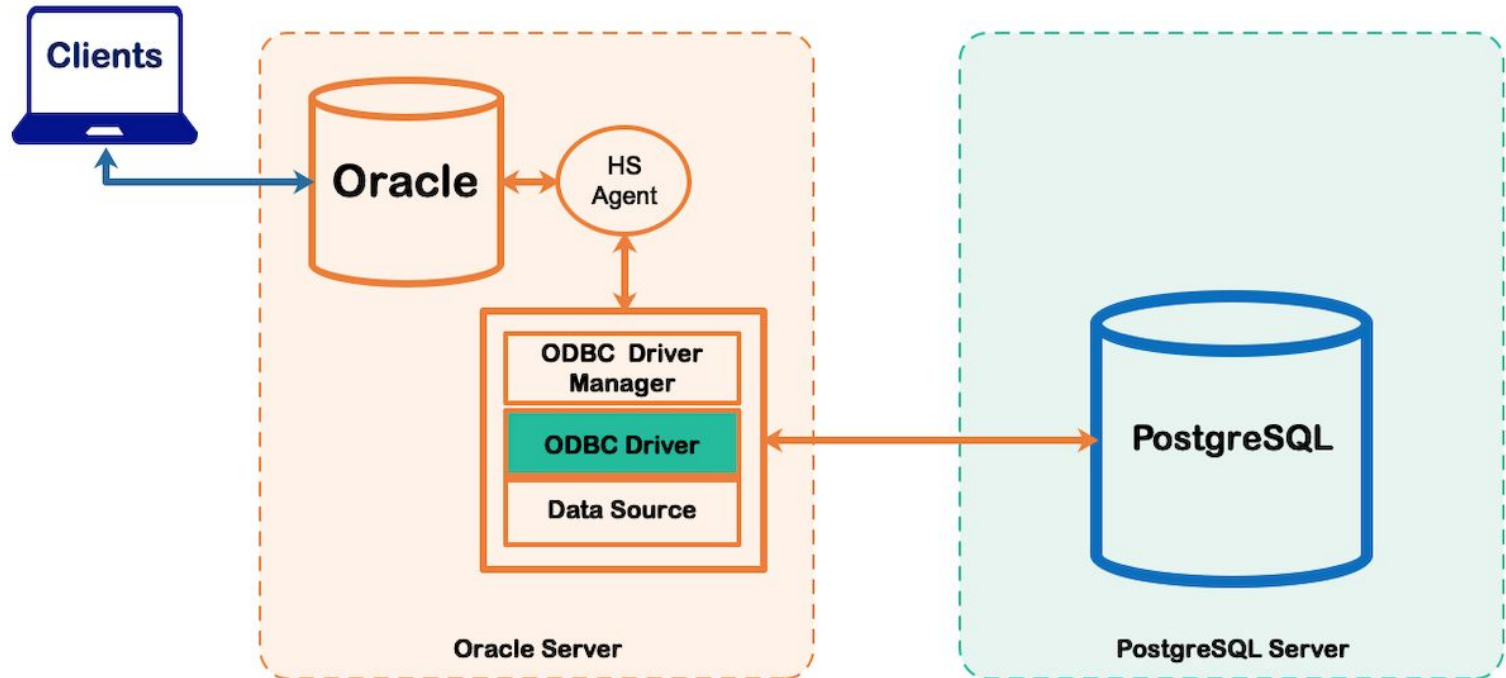 Clients
Oracle
HS
Agent
ODBC Driver
Manager
ODBC Driver
Data Source
Oracle Server
PostgreSQL
PostgreSQL Server